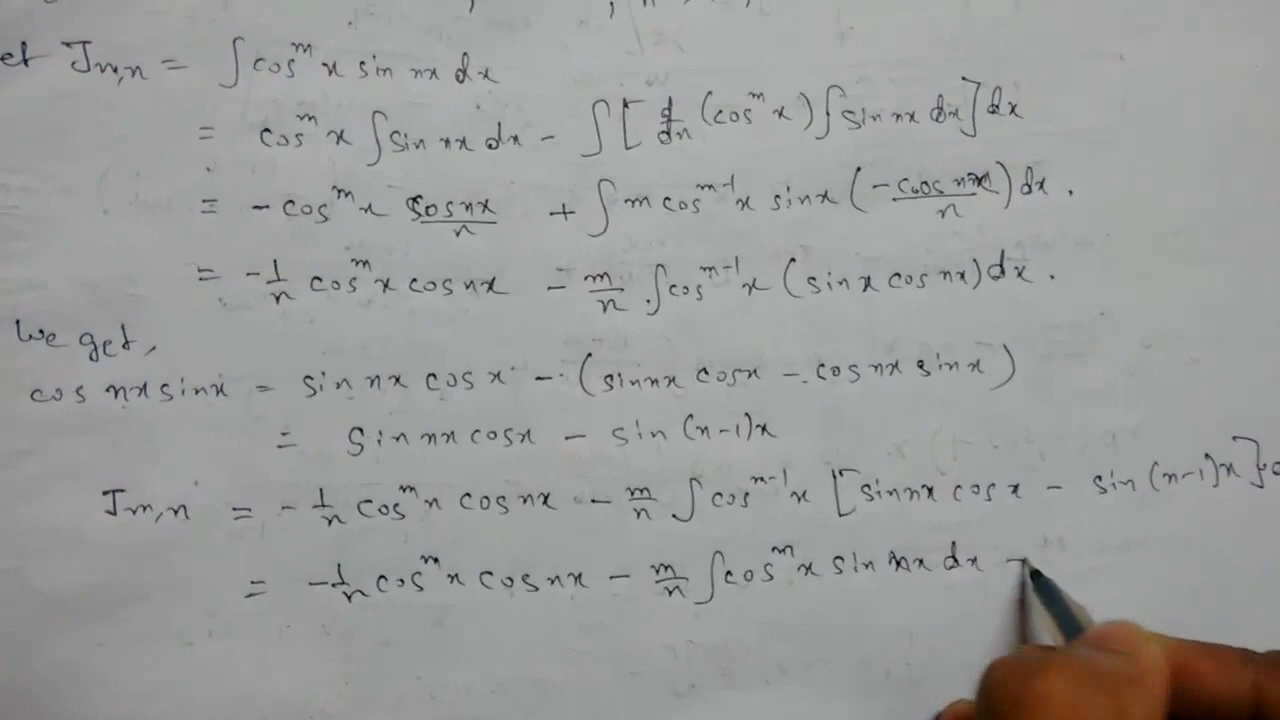 et J_{m,n} = ∫ cos^m x sin nx dx
= cos^m x ∫ sin nx dx - ∫ [ d/dn (cos^m x) ∫ sin nx dx ] dx
= - cos^m x cos nx / n + ∫ m cos^{m-1} x sin x ( - cos nx / n ) dx .
= - 1/n cos^m x cos nx - m/n ∫ cos^{m-1} x ( sin x cos nx ) dx .
We get,
cos nx sin x = sin nx cos x - ( sin nx cos x - cos nx sin x )
= sin nx cos x - sin (n-1)x
J_{m,n} = - 1/n cos^m x cos nx - m/n ∫ cos^{m-1} x [ sin nx cos x - sin (n-1)x ]
= - 1/n cos^m x cos nx - m/n ∫ cos^m x sin nx dx